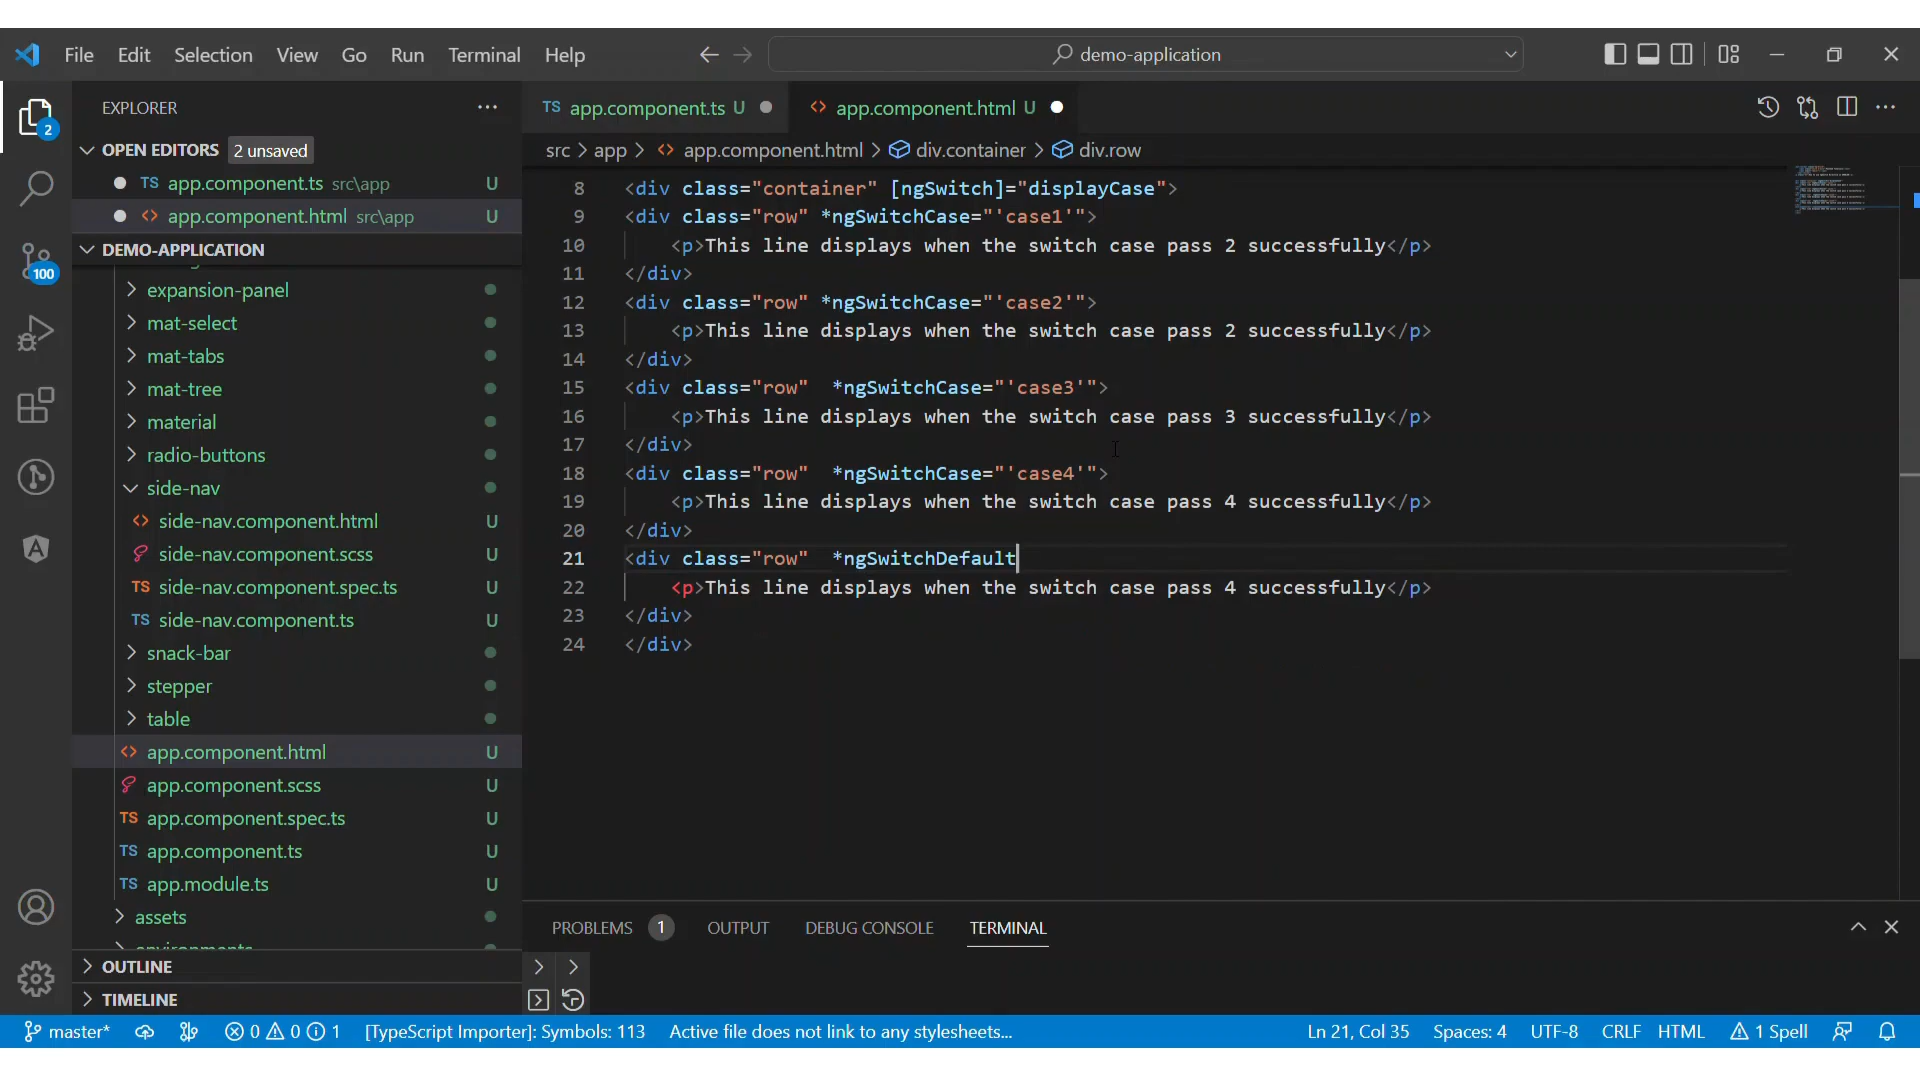 File Edit Selection View Go Run Terminal Help
demo-application
EXPLORER
TS app.component.ts U
<> app.component.html U
OPEN EDITORS 2 unsaved
src > app > <> app.component.html > div.container > div.row
TS app.component.ts src\app U
<> app.component.html src\app U
DEMO-APPLICATION
expansion-panel
mat-select
mat-tabs
mat-tree
material
radio-buttons
side-nav
<> side-nav.component.html U
side-nav.component.scss U
TS side-nav.component.spec.ts U
TS side-nav.component.ts U
snack-bar
stepper
table
<> app.component.html U
app.component.scss U
TS app.component.spec.ts U
TS app.component.ts U
TS app.module.ts U
assets
environments
OUTLINE
TIMELINE
2
100
8 <div class="container" [ngSwitch]="displayCase">
9 <div class="row" *ngSwitchCase="'case1'">
10 <p>This line displays when the switch case pass 2 successfully</p>
11 </div>
12 <div class="row" *ngSwitchCase="'case2'">
13 <p>This line displays when the switch case pass 2 successfully</p>
14 </div>
15 <div class="row"  *ngSwitchCase="'case3'">
16 <p>This line displays when the switch case pass 3 successfully</p>
17 </div>
18 <div class="row"  *ngSwitchCase="'case4'">
19 <p>This line displays when the switch case pass 4 successfully</p>
20 </div>
21 <div class="row"  *ngSwitchDefault
22 <p>This line displays when the switch case pass 4 successfully</p>
23 </div>
24 </div>
PROBLEMS 1 OUTPUT DEBUG CONSOLE TERMINAL
master* 0 0 1 [TypeScript Importer]: Symbols: 113 Active file does not link to any stylesheets... Ln 21, Col 35 Spaces: 4 UTF-8 CRLF HTML 1 Spell